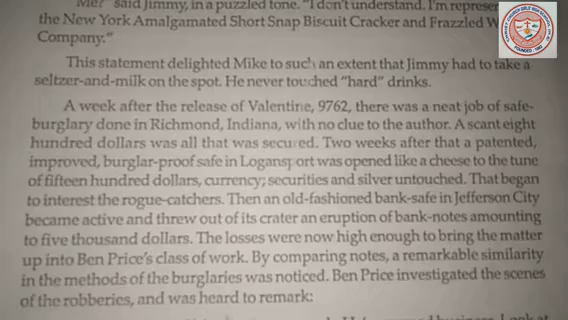 Me?" said Jimmy, in a puzzled tone. "I don't understand. I'm
the New York Amalgamated Short Snap Biscuit Cracker and Frazzled
Company."
This statement delighted Mike to such an extent that Jimmy had to take a
seltzer-and-milk on the spot. He never touched "hard" drinks.
A week after the release of Valentine, 9762, there was a neat job of safe-
burglary done in Richmond, Indiana, with no clue to the author. A scant eight
hundred dollars was all that was secured. Two weeks after that a patented,
improved, burglar-proof safe in Logansport was opened like a cheese to the tune
of fifteen hundred dollars, currency; securities and silver untouched. That began
to interest the rogue-catchers. Then an old-fashioned bank-safe in Jefferson City
became active and threw out of its crater an eruption of bank-notes amounting
to five thousand dollars. The losses were now high enough to bring the matter
up into Ben Price's class of work. By comparing notes, a remarkable similarity
in the methods of the burglaries was noticed. Ben Price investigated the scenes
of the robberies, and was heard to remark: